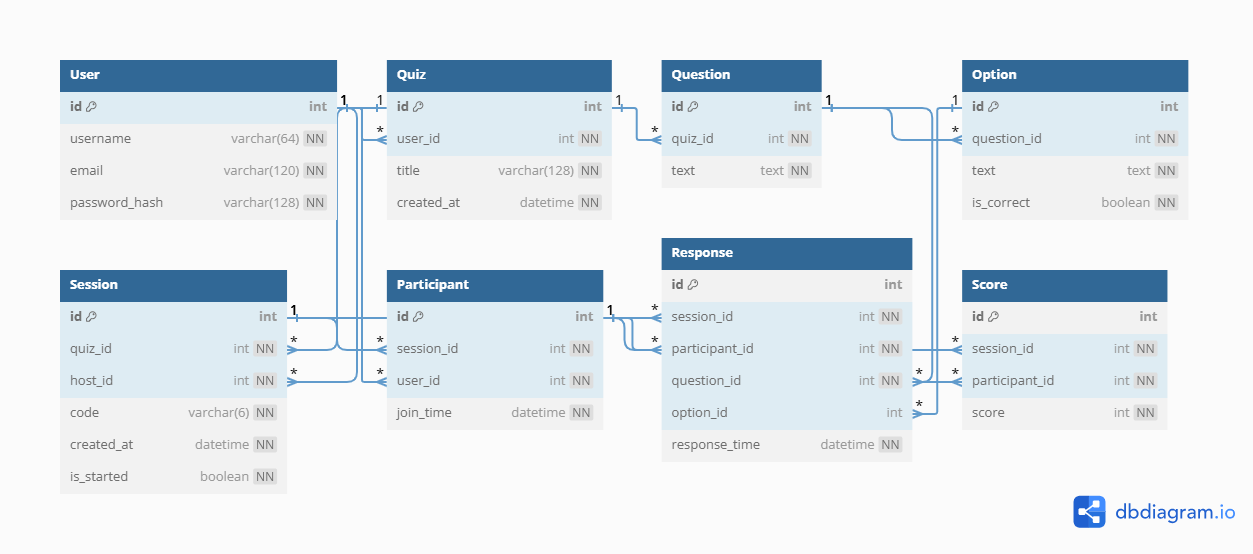 User
id int
username varchar(64) NN
email varchar(120) NN
password_hash varchar(128) NN
1
1
*
Quiz
id int
user_id int NN
title varchar(128) NN
created_at datetime NN
1
*
Question
id int
quiz_id int NN
text text NN
1
1
*
Option
id int
question_id int NN
text text NN
is_correct boolean NN
Session
id int
quiz_id int NN
host_id int NN
code varchar(6) NN
created_at datetime NN
is_started boolean NN
1
*
*
*
*
Participant
id int
session_id int NN
user_id int NN
join_time datetime NN
1
*
*
Response
id int
session_id int NN
participant_id int NN
question_id int NN
option_id int
response_time datetime NN
*
*
*
*
Score
id int
session_id int NN
participant_id int NN
score int NN
dbdiagram.io